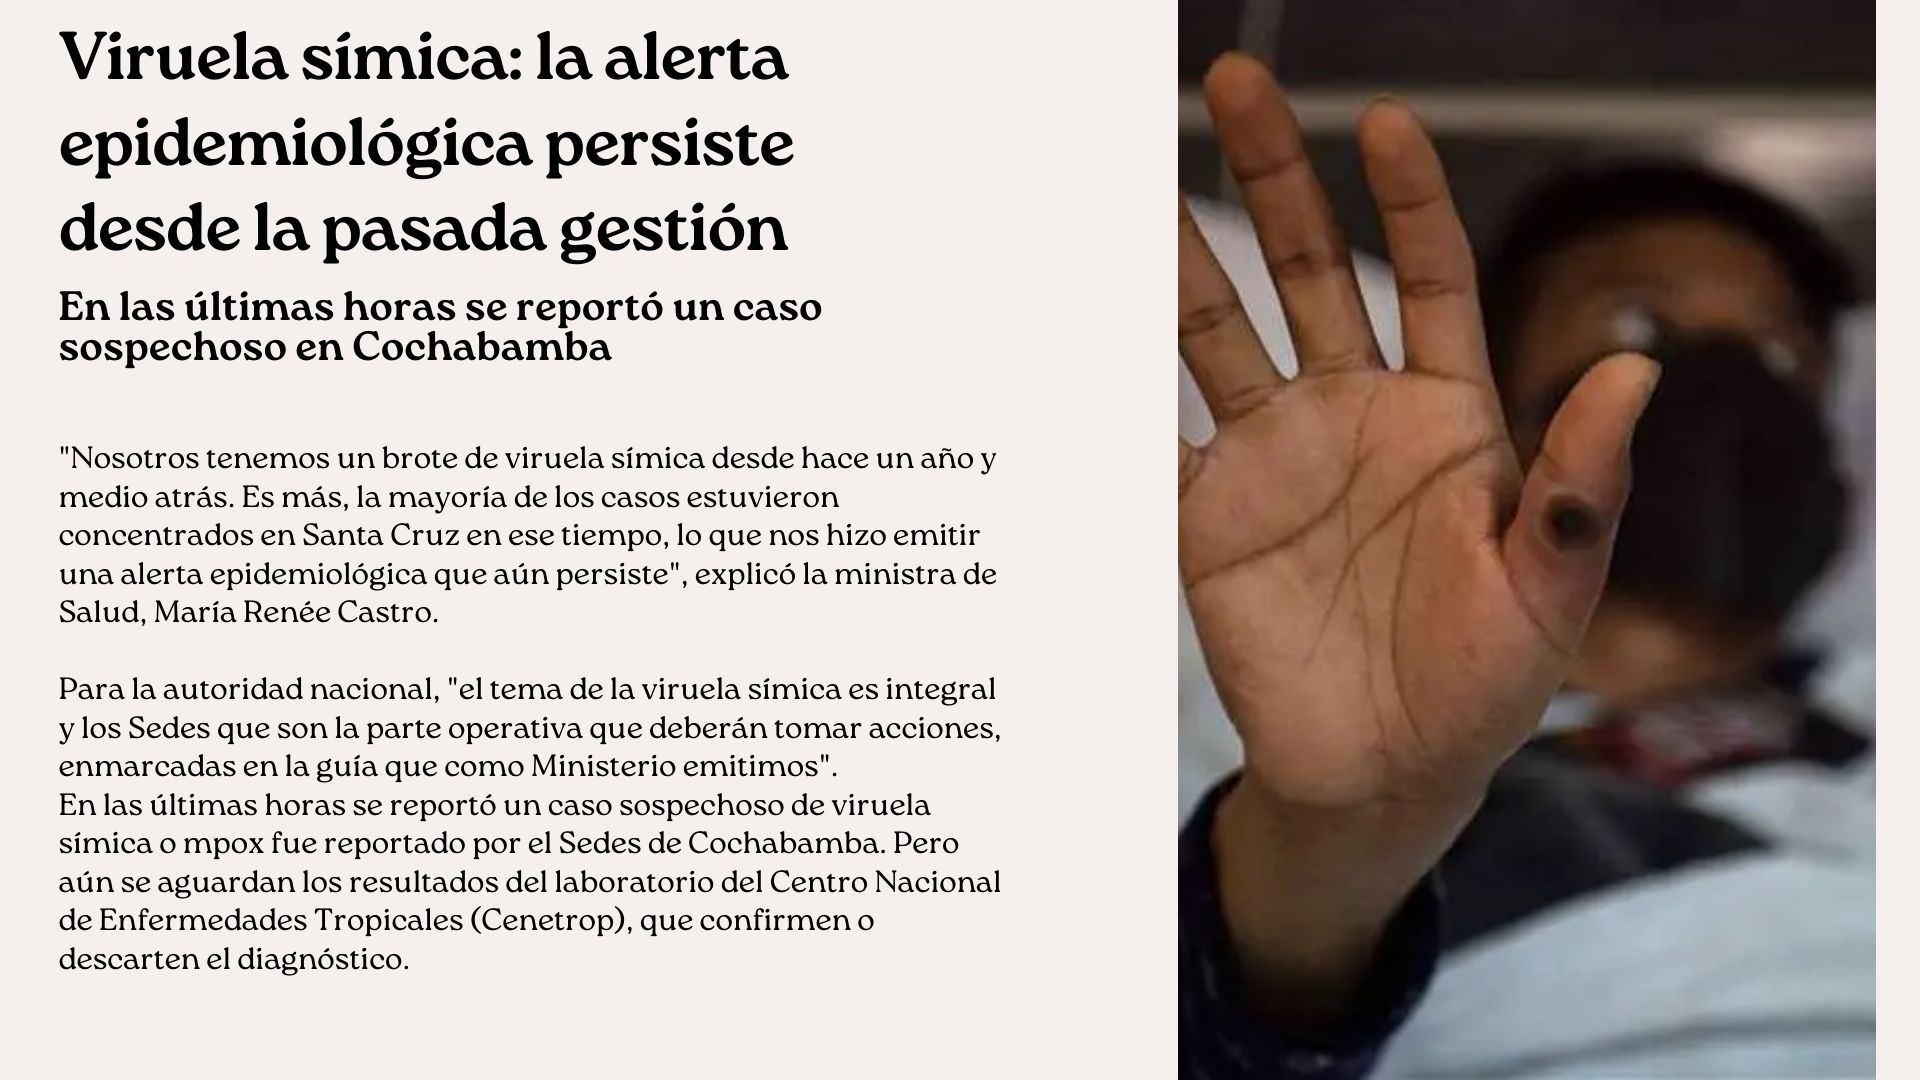 Viruela símica: la alerta
epidemiológica persiste
desde la pasada gestión
En las últimas horas se reportó un caso
sospechoso en Cochabamba
"Nosotros tenemos un brote de viruela símica desde hace un año y
medio atrás. Es más, la mayoría de los casos estuvieron
concentrados en Santa Cruz en ese tiempo, lo que nos hizo emitir
una alerta epidemiológica que aún persiste", explicó la ministra de
Salud, María Renée Castro.
Para la autoridad nacional, "el tema de la viruela símica es integral
y los Sedes que son la parte operativa que deberán tomar acciones,
enmarcadas en la guía que como Ministerio emitimos".
En las últimas horas se reportó un caso sospechoso de viruela
símica o mpox fue reportado por el Sedes de Cochabamba. Pero
aún se aguardan los resultados del laboratorio del Centro Nacional
de Enfermedades Tropicales (Cenetrop), que confirmen o
descarten el diagnóstico.